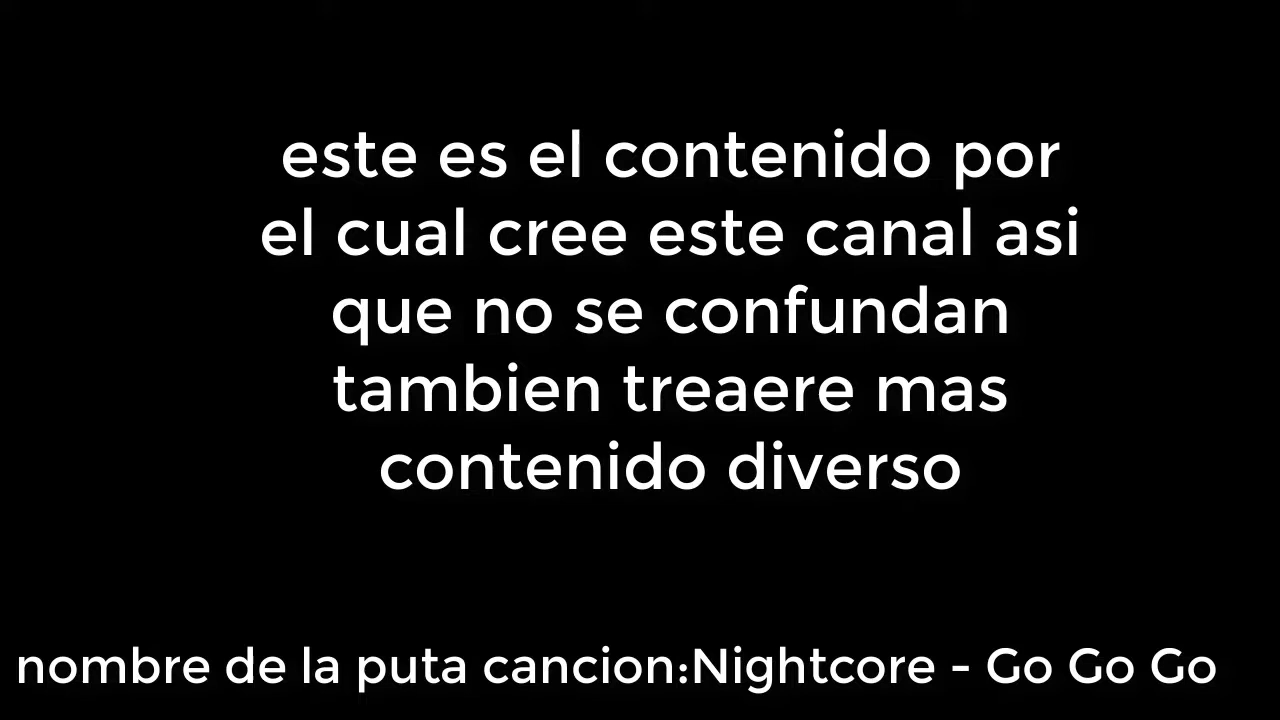 este es el contenido por
el cual cree este canal asi
que no se confundan
tambien treaere mas
contenido diverso
nombre de la puta cancion:Nightcore - Go Go Go